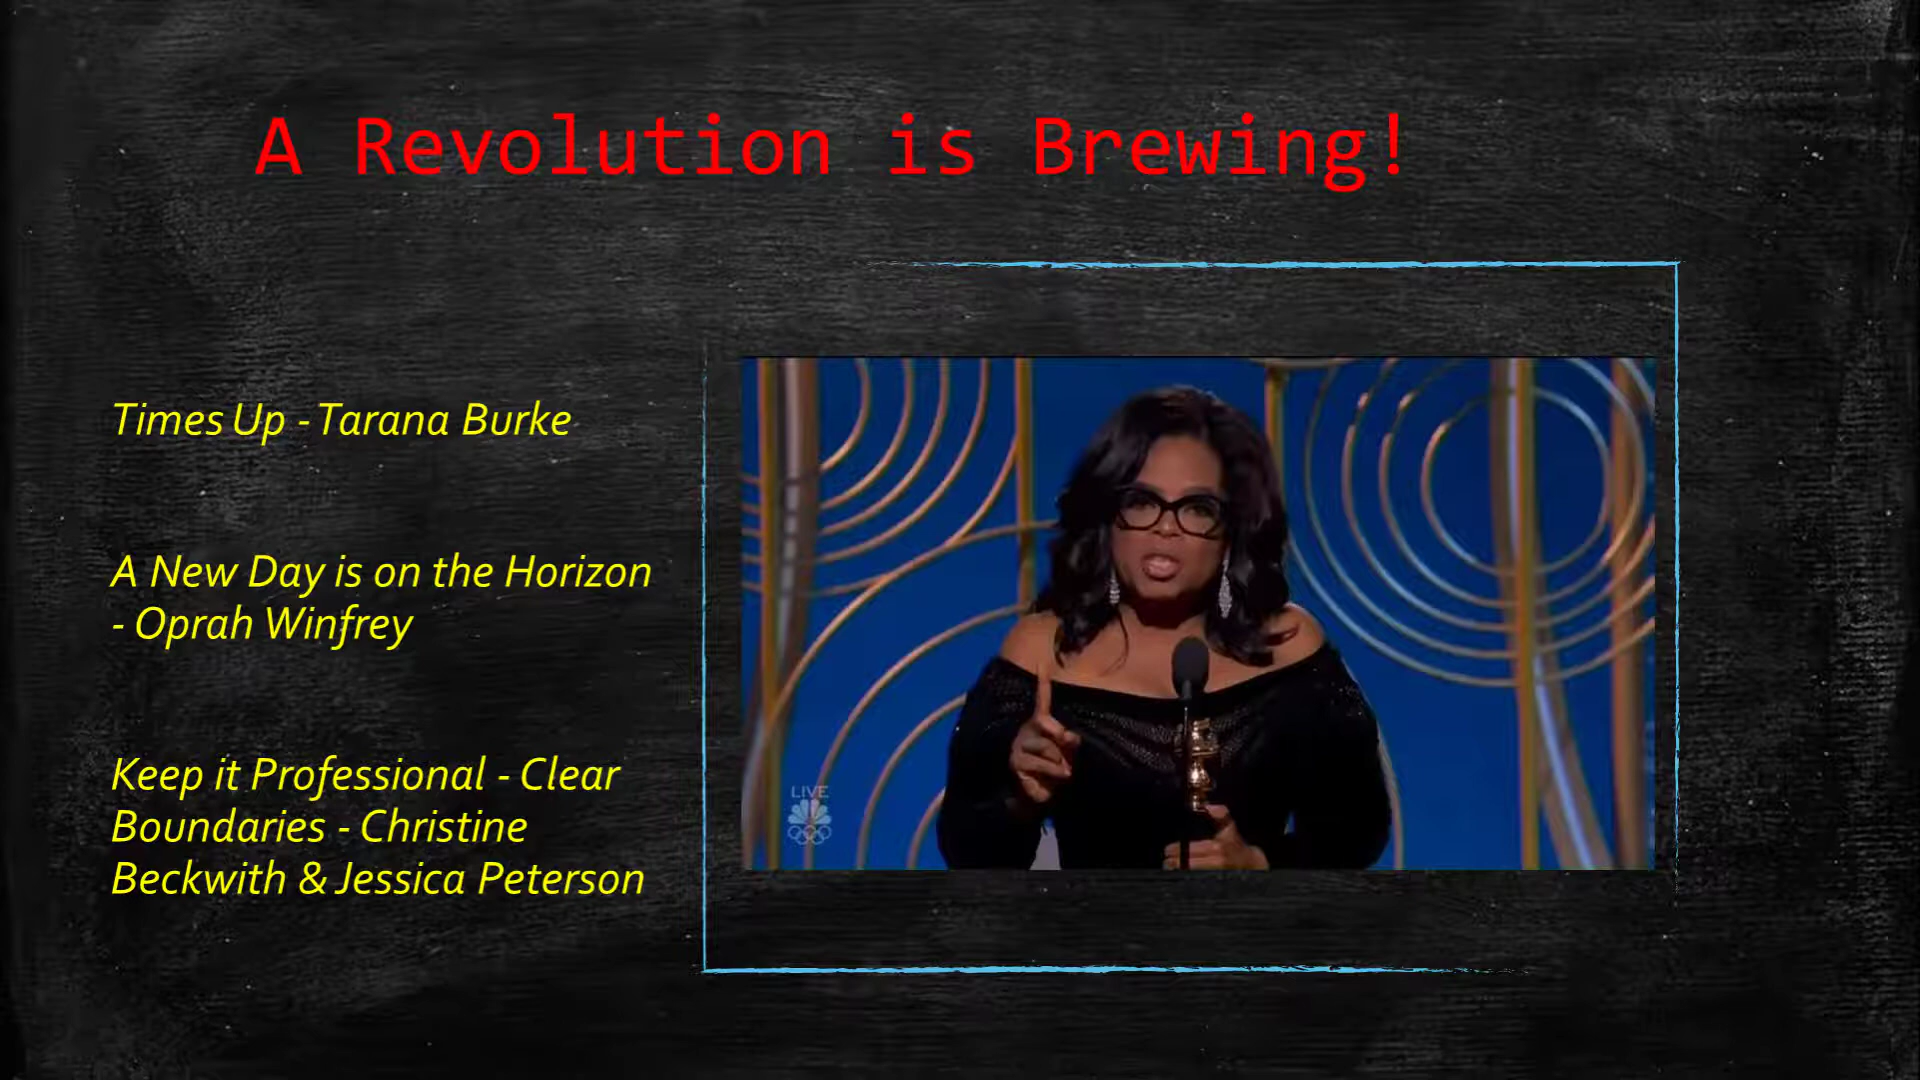 A Revolution is Brewing!
Times Up - Tarana Burke
A New Day is on the Horizon
- Oprah Winfrey
Keep it Professional - Clear
Boundaries - Christine
Beckwith & Jessica Peterson
LIVE